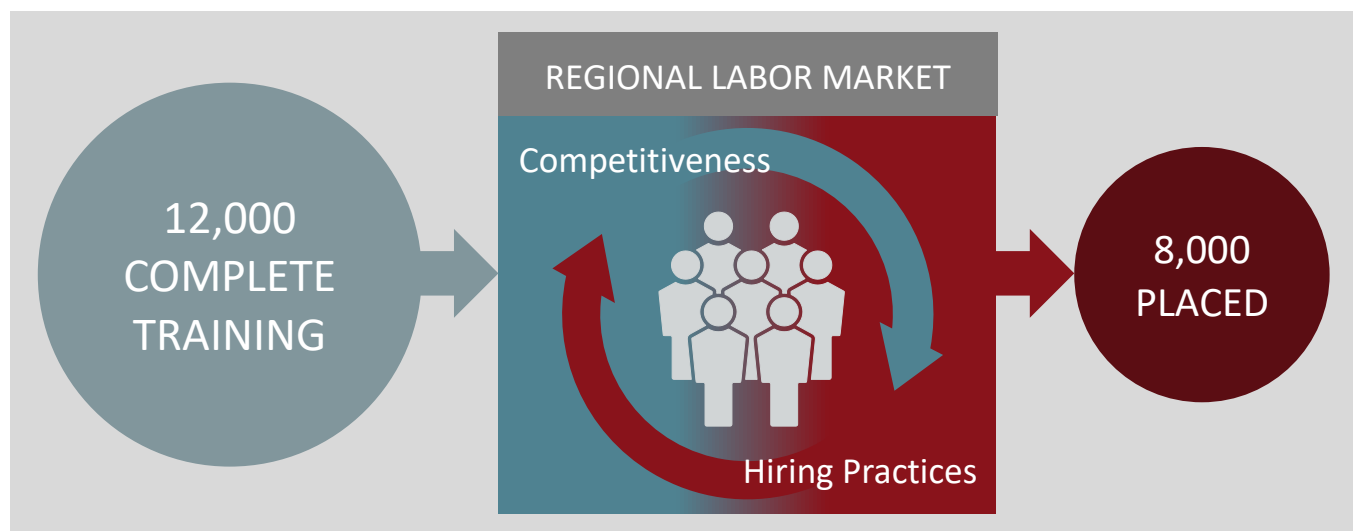 12,000
COMPLETE
TRAINING
REGIONAL LABOR MARKET
Competitiveness
Hiring Practices
8,000
PLACED